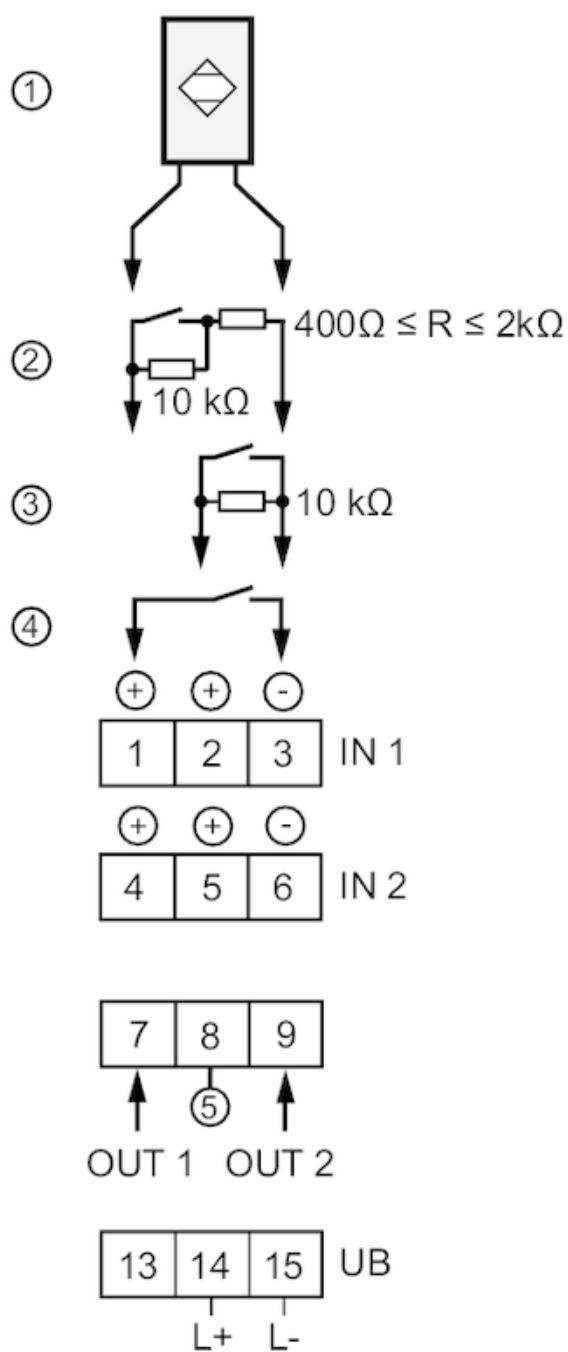 ①
400Ω ≤ R ≤ 2kΩ
②
10 kΩ
③ 10 kΩ
④
⊕ ⊕ ⊖
1 2 3 IN 1
⊕ ⊕ ⊖
4 5 6 IN 2
7 8 9
⑤
OUT 1 OUT 2
13 14 15 UB
L+ L-